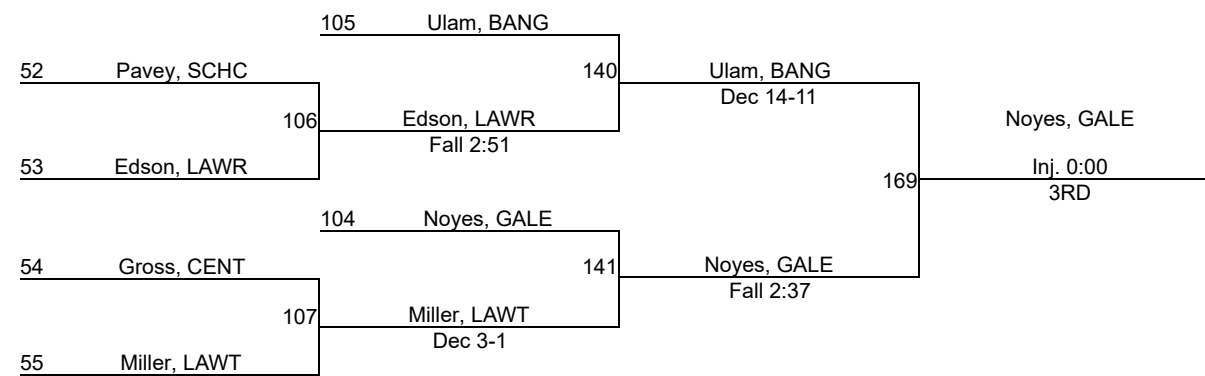 105 Ulam, BANG
52 Pavey, SCHC
140 Ulam, BANG
Dec 14-11
106 Edson, LAWR
Fall 2:51
Noyes, GALE
53 Edson, LAWR
Inj. 0:00
169
3RD
104 Noyes, GALE
54 Gross, CENT
141 Noyes, GALE
Fall 2:37
107 Miller, LAWT
Dec 3-1
55 Miller, LAWT